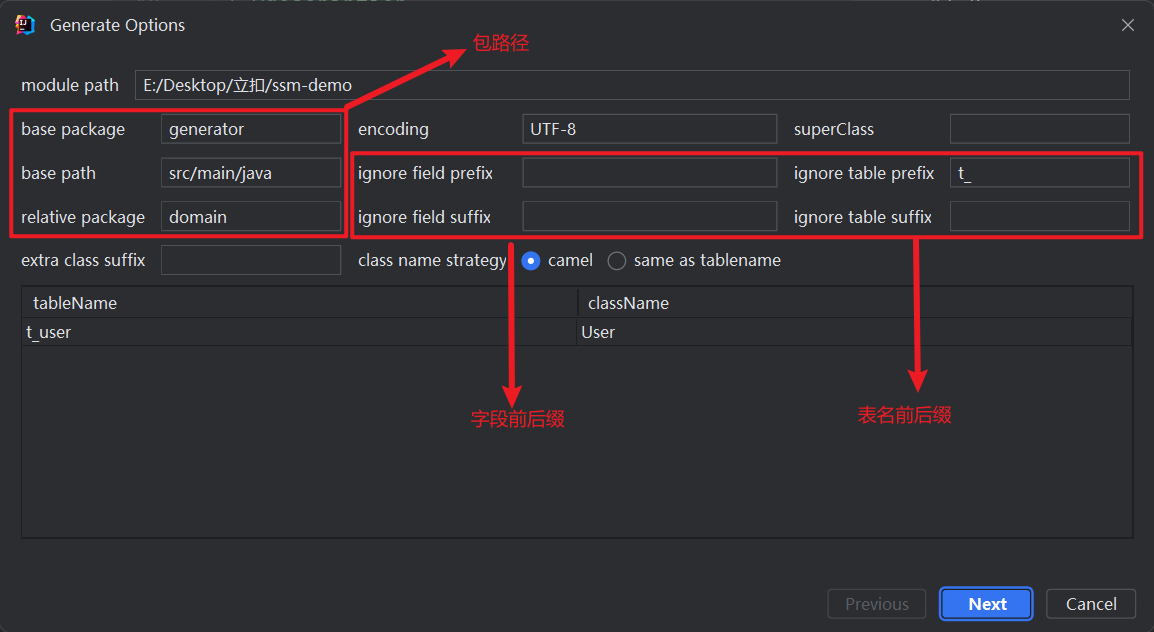 Generate Options
包路径
module path E:/Desktop/立扣/ssm-demo
base package generator encoding UTF-8 superClass
base path src/main/java ignore field prefix ignore table prefix t_
relative package domain ignore field suffix ignore table suffix
extra class suffix class name strategy camel same as tablename
tableName className
t_user User
字段前后缀 表名前后缀
Previous Next Cancel